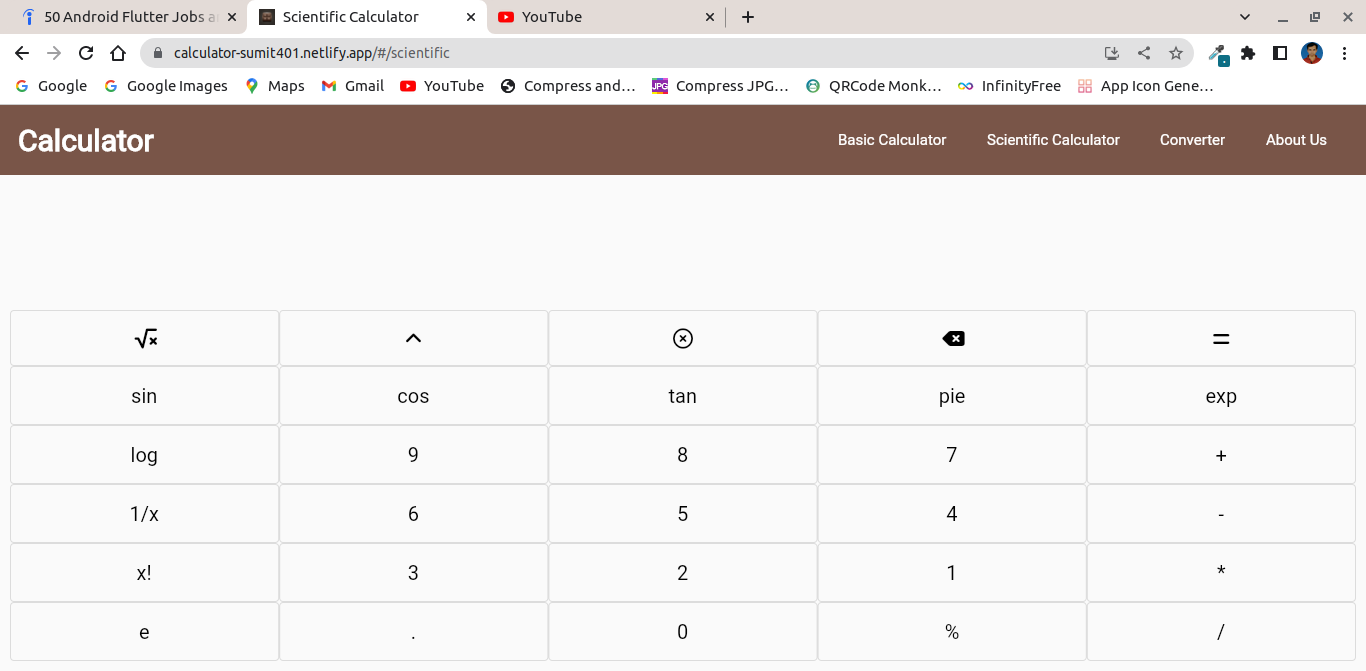 50 Android Flutter Jobs a
Scientific Calculator
YouTube
calculator-sumit401.netlify.app/#/scientific
Google
Google Images
Maps
Gmail
YouTube
Compress and...
JPG
Compress JPG...
QRCode Monk...
InfinityFree
App Icon Gene...
Calculator
Basic Calculator
Scientific Calculator
Converter
About Us
√x ^ =
sin cos tan pie exp
log 9 8 7 +
1/x 6 5 4 -
x! 3 2 1 *
e . 0 % /